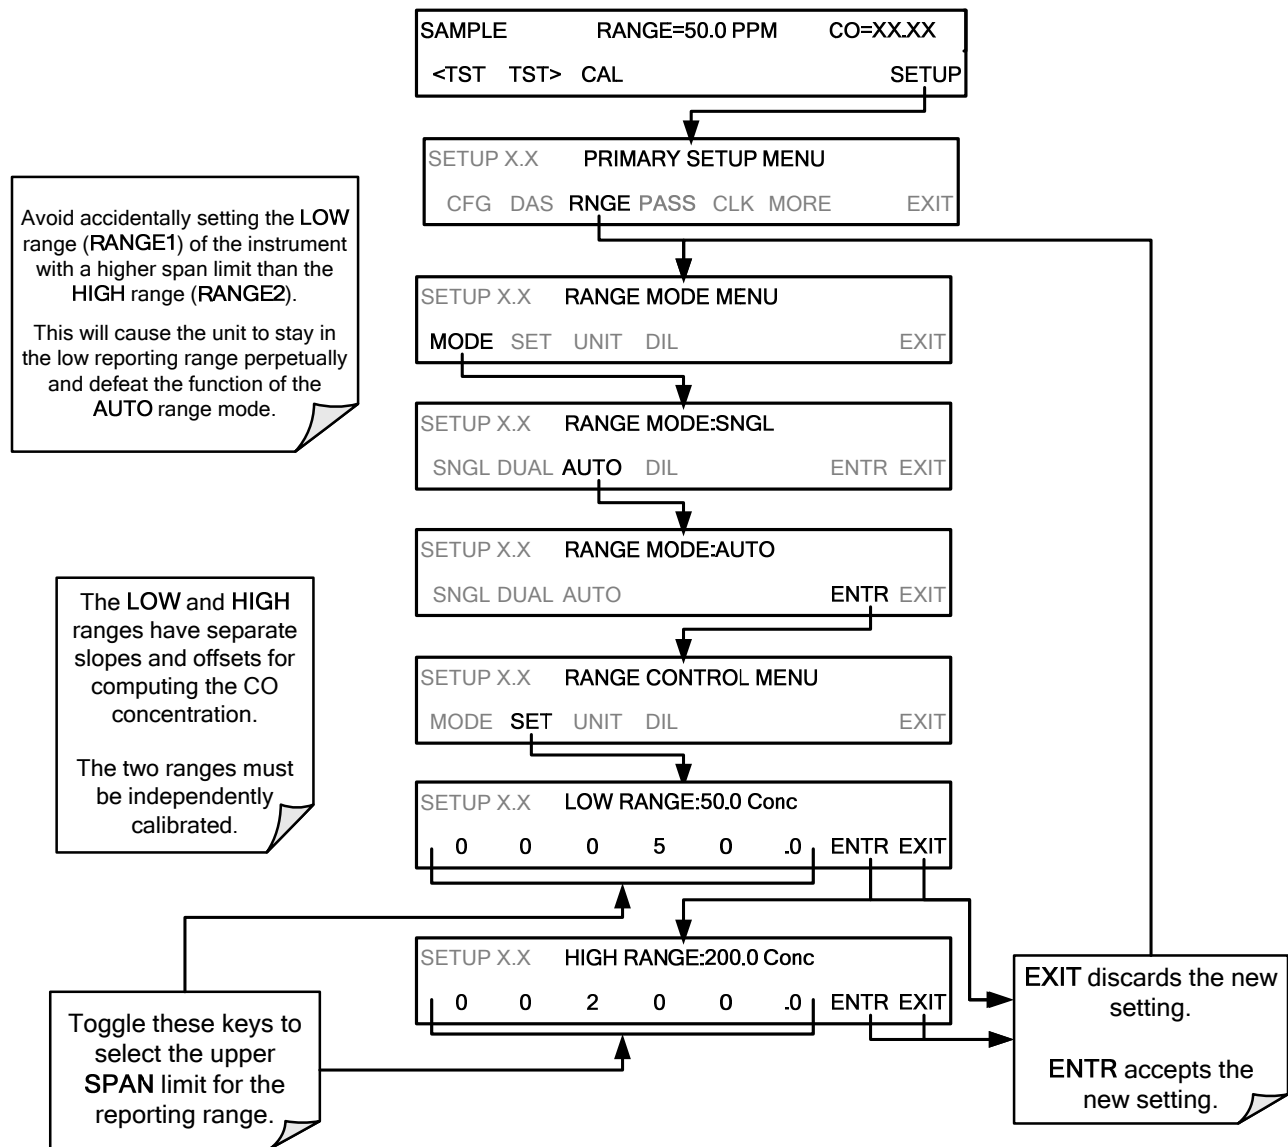 SAMPLE RANGE=50.0 PPM CO=XX.XX
<TST TST> CAL SETUP
SETUP X.X PRIMARY SETUP MENU
CFG DAS RNGE PASS CLK MORE EXIT
Avoid accidentally setting the LOW
range (RANGE1) of the instrument
with a higher span limit than the
HIGH range (RANGE2).
This will cause the unit to stay in
the low reporting range perpetually
and defeat the function of the
AUTO range mode.
SETUP X.X RANGE MODE MENU
MODE SET UNIT DIL EXIT
SETUP X.X RANGE MODE:SNGL
SNGL DUAL AUTO DIL ENTR EXIT
SETUP X.X RANGE MODE:AUTO
SNGL DUAL AUTO ENTR EXIT
The LOW and HIGH
ranges have separate
slopes and offsets for
computing the CO
concentration.
The two ranges must
be independently
calibrated.
SETUP X.X RANGE CONTROL MENU
MODE SET UNIT DIL EXIT
SETUP X.X LOW RANGE:50.0 Conc
0 0 0 5 0 .0 ENTR EXIT
SETUP X.X HIGH RANGE:200.0 Conc
0 0 2 0 0 .0 ENTR EXIT
Toggle these keys to
select the upper
SPAN limit for the
reporting range.
EXIT discards the new
setting.
ENTR accepts the
new setting.